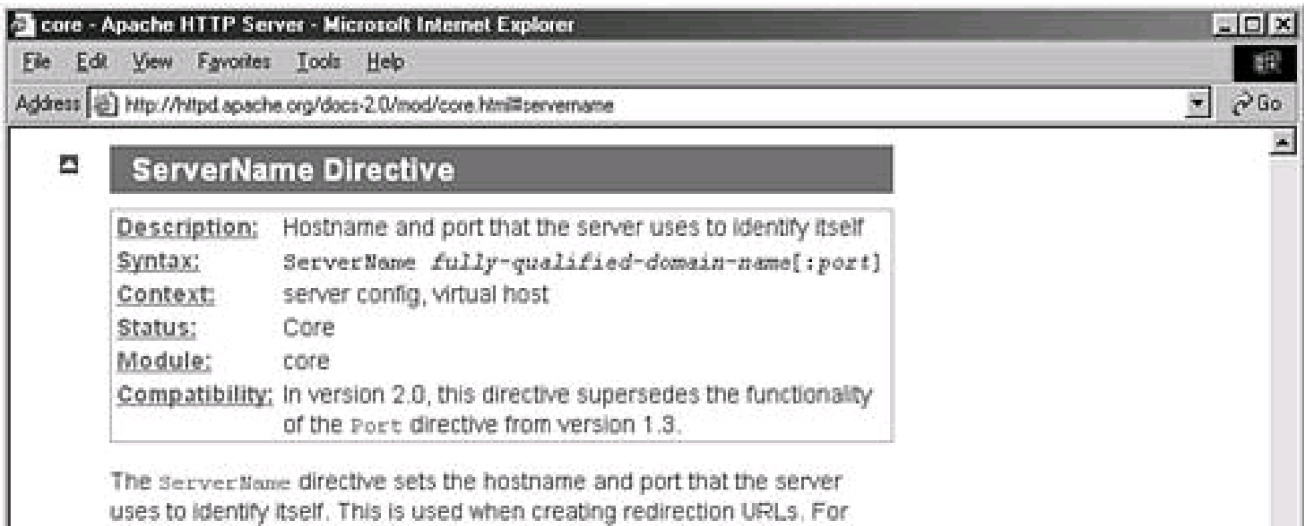 core - Apache HTTP Server - Microsoft Internet Explorer
File Edit View Favorites Tools Help
Address http://httpd.apache.org/docs-2.0/mod/core.html#servername Go
ServerName Directive
Description: Hostname and port that the server uses to identify itself
Syntax: ServerName fully-qualified-domain-name[:port]
Context: server config, virtual host
Status: Core
Module: core
Compatibility: In version 2.0, this directive supersedes the functionality
of the Port directive from version 1.3.
The ServerName directive sets the hostname and port that the server
uses to identify itself. This is used when creating redirection URLs. For